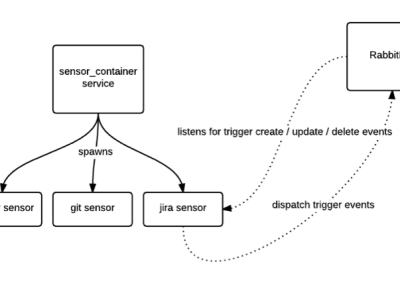 sensor_container
service
Rabbit
listens for trigger create / update / delete events
spawns
sensor
git sensor
jira sensor
dispatch trigger events